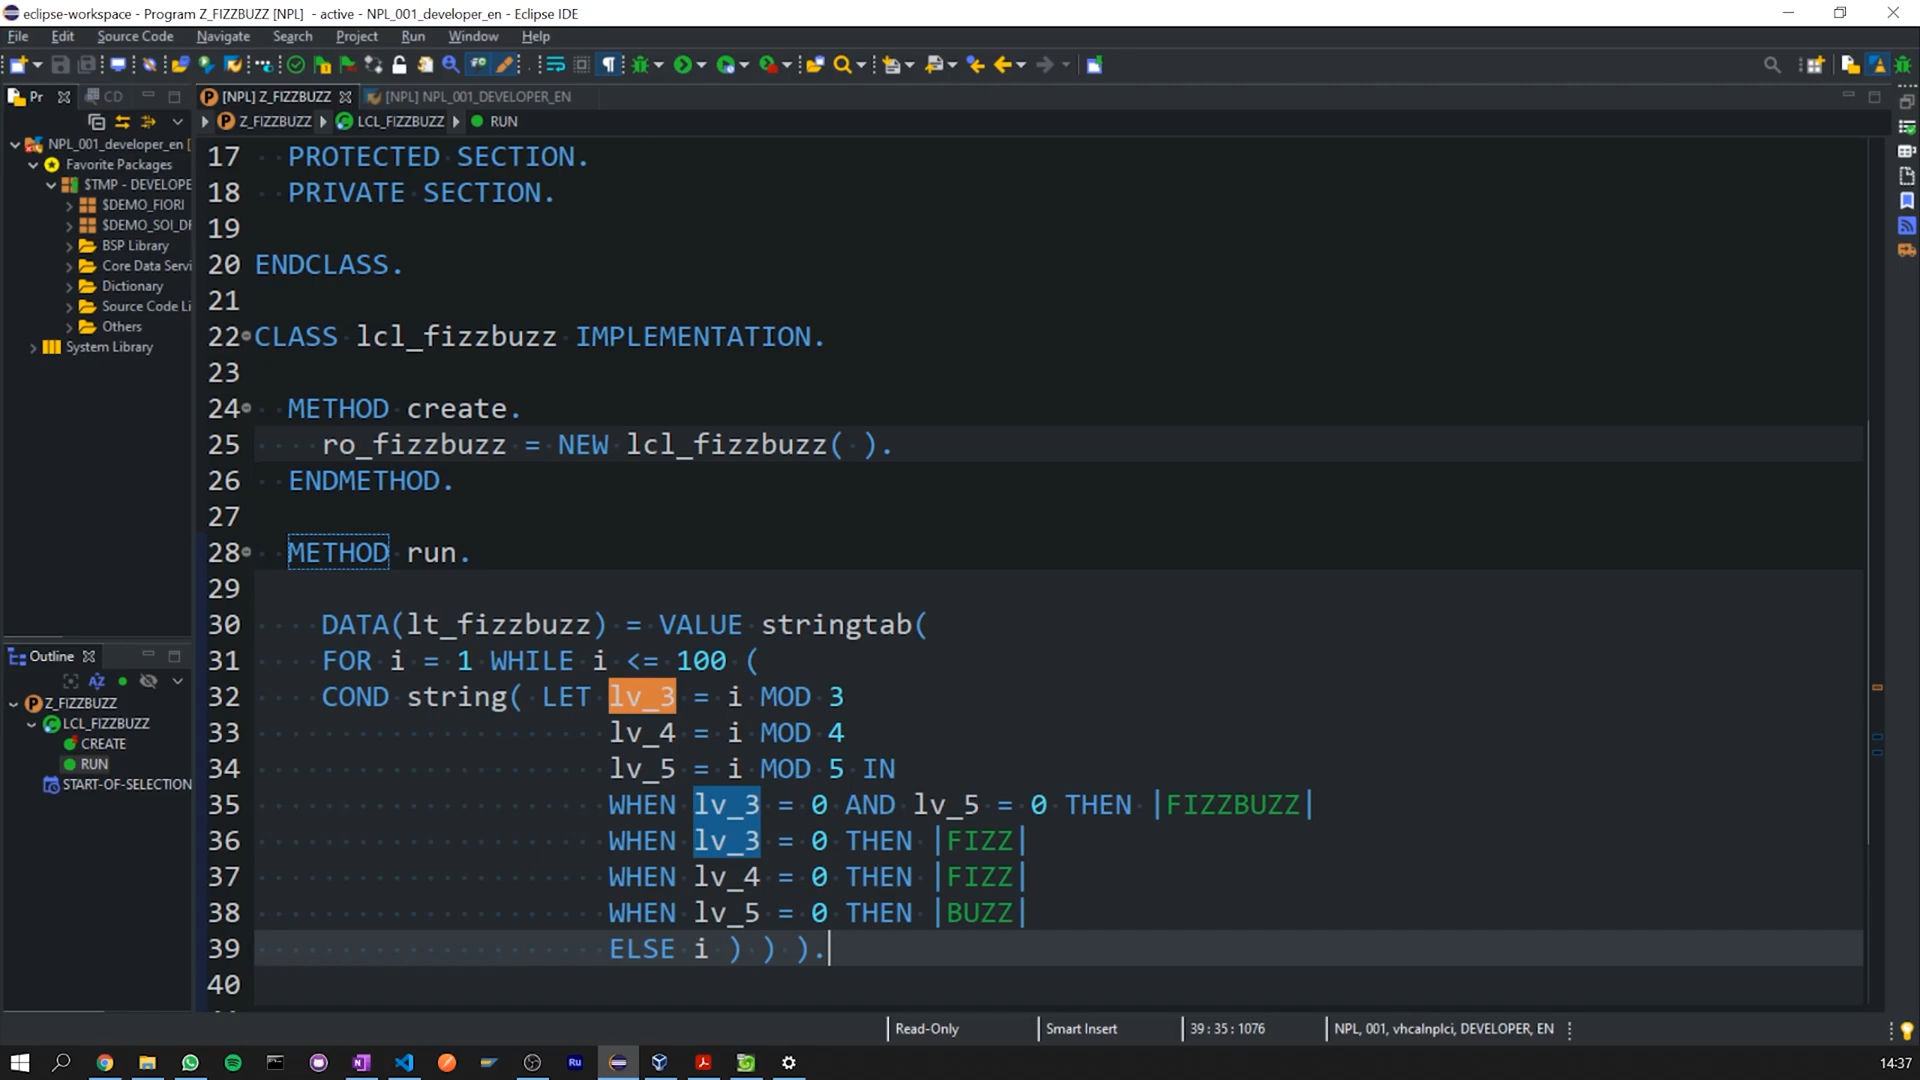 eclipse-workspace - Program Z_FIZZBUZZ [NPL]  - active - NPL_001_developer_en - Eclipse IDE
File Edit Source Code Navigate Search Project Run Window Help
Pr CD [NPL] Z_FIZZBUZZ [NPL] NPL_001_DEVELOPER_EN
Z_FIZZBUZZ LCL_FIZZBUZZ RUN
NPL_001_developer_en [
Favorite Packages
$TMP - DEVELOPE
$DEMO_FIORI
$DEMO_SOI_DF
BSP Library
Core Data Servi
Dictionary
Source Code Li
Others
System Library
Outline
Z_FIZZBUZZ
LCL_FIZZBUZZ
CREATE
RUN
START-OF-SELECTION
17 PROTECTED SECTION.
18 PRIVATE SECTION.
19
20 ENDCLASS.
21
22 CLASS lcl_fizzbuzz IMPLEMENTATION.
23
24 METHOD create.
25 ro_fizzbuzz = NEW lcl_fizzbuzz( ).
26 ENDMETHOD.
27
28 METHOD run.
29
30 DATA(lt_fizzbuzz) = VALUE stringtab(
31 FOR i = 1 WHILE i <= 100 (
32 COND string( LET lv_3 = i MOD 3
33 lv_4 = i MOD 4
34 lv_5 = i MOD 5 IN
35 WHEN lv_3 = 0 AND lv_5 = 0 THEN |FIZZBUZZ|
36 WHEN lv_3 = 0 THEN |FIZZ|
37 WHEN lv_4 = 0 THEN |FIZZ|
38 WHEN lv_5 = 0 THEN |BUZZ|
39 ELSE i ) ) ).
40
Read-Only Smart Insert 39 : 35 : 1076 NPL, 001, vhcalnplci, DEVELOPER, EN
Ru 14:37